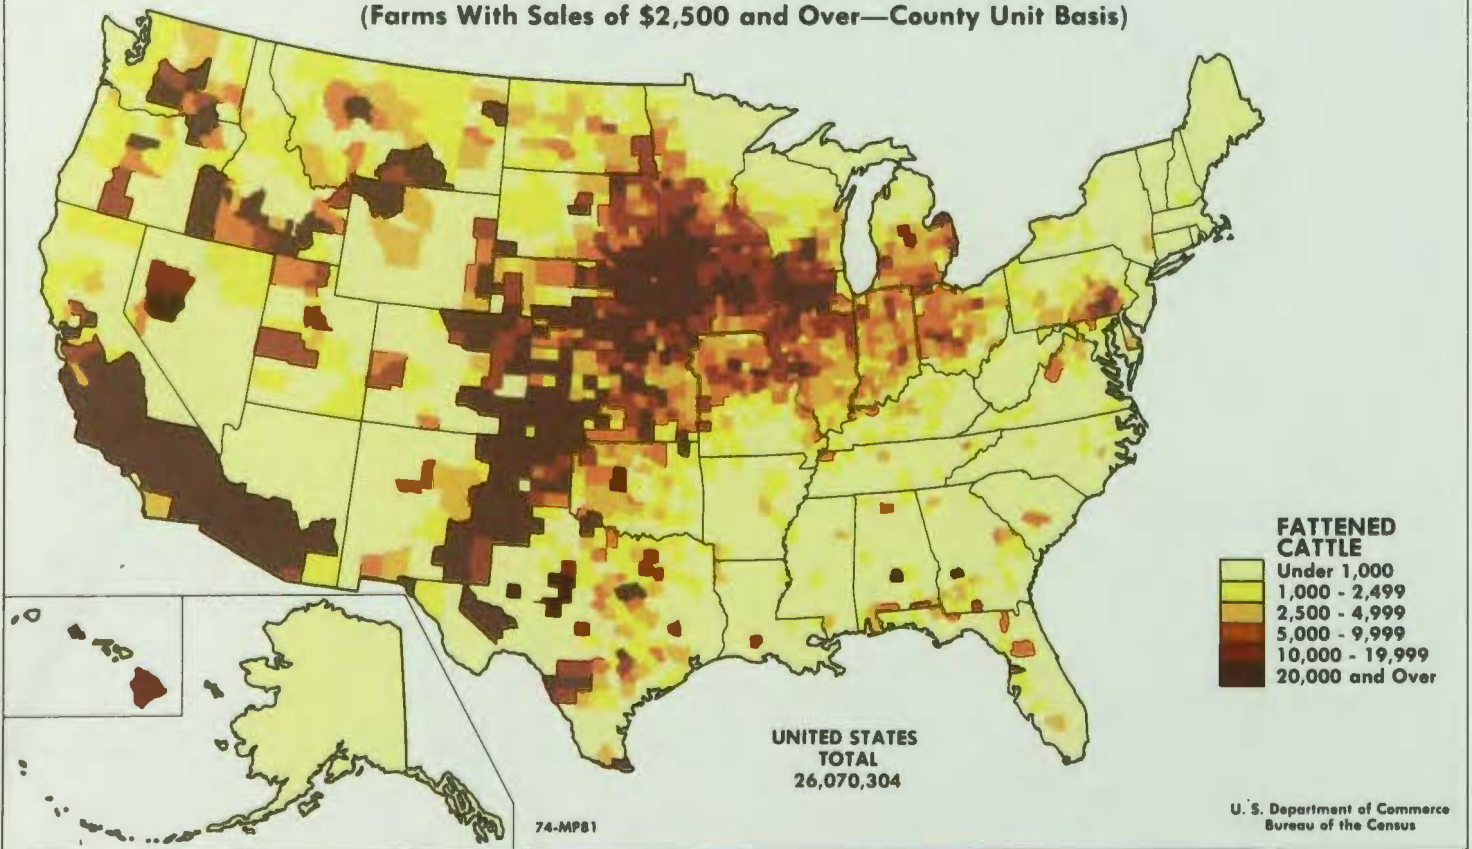 (Farms With Sales of $2,500 and Over—County Unit Basis)
FATTENED
CATTLE
Under 1,000
1,000 - 2,499
2,500 - 4,999
5,000 - 9,999
10,000 - 19,999
20,000 and Over
UNITED STATES
TOTAL
26,070,304
74-MP81
U. S. Department of Commerce
Bureau of the Census